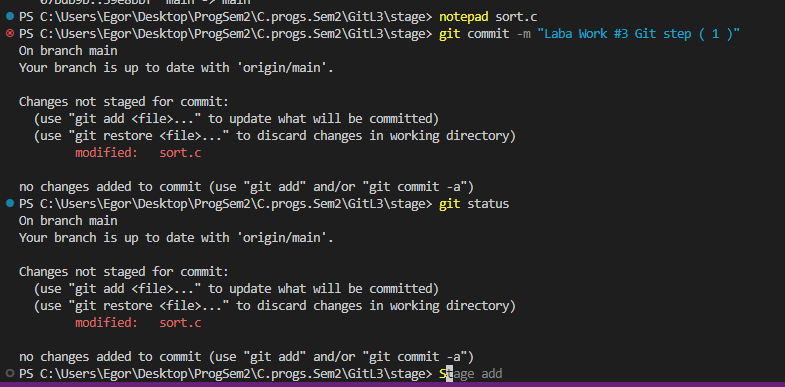 PS C:\Users\Egor\Desktop\ProgSem2\C.progs.Sem2\GitL3\stage> notepad sort.c
PS C:\Users\Egor\Desktop\ProgSem2\C.progs.Sem2\GitL3\stage> git commit -m "Laba Work #3 Git step ( 1 )"
On branch main
Your branch is up to date with 'origin/main'.
Changes not staged for commit:
(use "git add <file>..." to update what will be committed)
(use "git restore <file>..." to discard changes in working directory)
modified: sort.c
no changes added to commit (use "git add" and/or "git commit -a")
PS C:\Users\Egor\Desktop\ProgSem2\C.progs.Sem2\GitL3\stage> git status
On branch main
Your branch is up to date with 'origin/main'.
Changes not staged for commit:
(use "git add <file>..." to update what will be committed)
(use "git restore <file>..." to discard changes in working directory)
modified: sort.c
no changes added to commit (use "git add" and/or "git commit -a")
PS C:\Users\Egor\Desktop\ProgSem2\C.progs.Sem2\GitL3\stage> Stage add